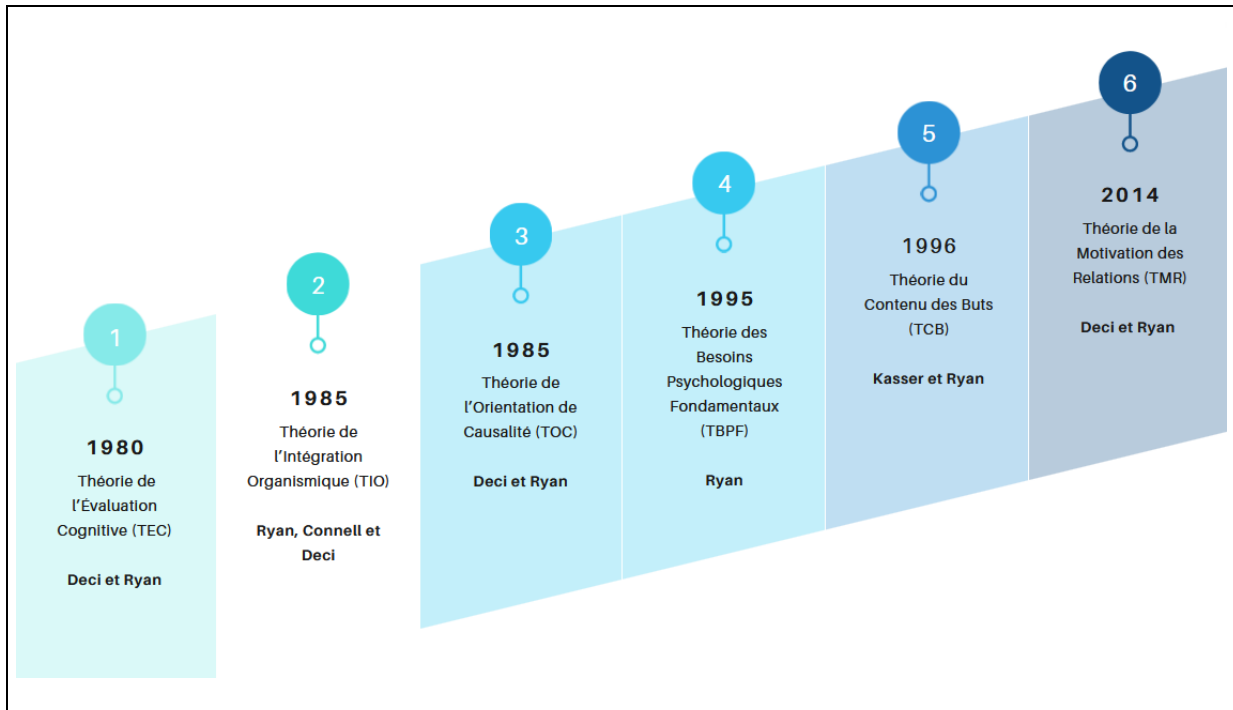 1
1980
Théorie de
l'Évaluation
Cognitive (TEC)
Deci et Ryan
2
1985
Théorie de
l'Intégration
Organismique (TIO)
Ryan, Connell et
Deci
3
1985
Théorie de
l'Orientation de
Causalité (TOC)
Deci et Ryan
4
1995
Théorie des
Besoins
Psychologiques
Fondamentaux
(TBPF)
Ryan
5
1996
Théorie du
Contenu des Buts
(TCB)
Kasser et Ryan
6
2014
Théorie de la
Motivation des
Relations (TMR)
Deci et Ryan